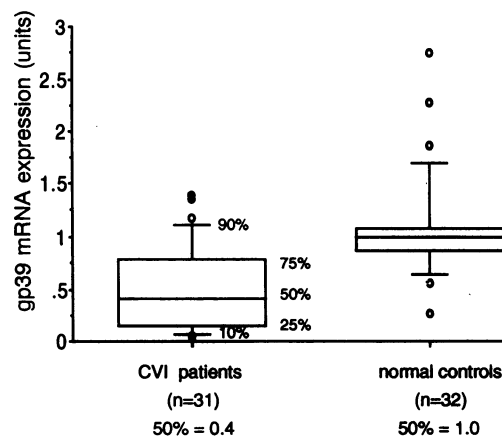 gp39 mRNA expression (units)
3
2.5
2
1.5
1
.5
0
90%
75%
50%
25%
10%
CVI patients
(n=31)
50% = 0.4
normal controls
(n=32)
50% = 1.0